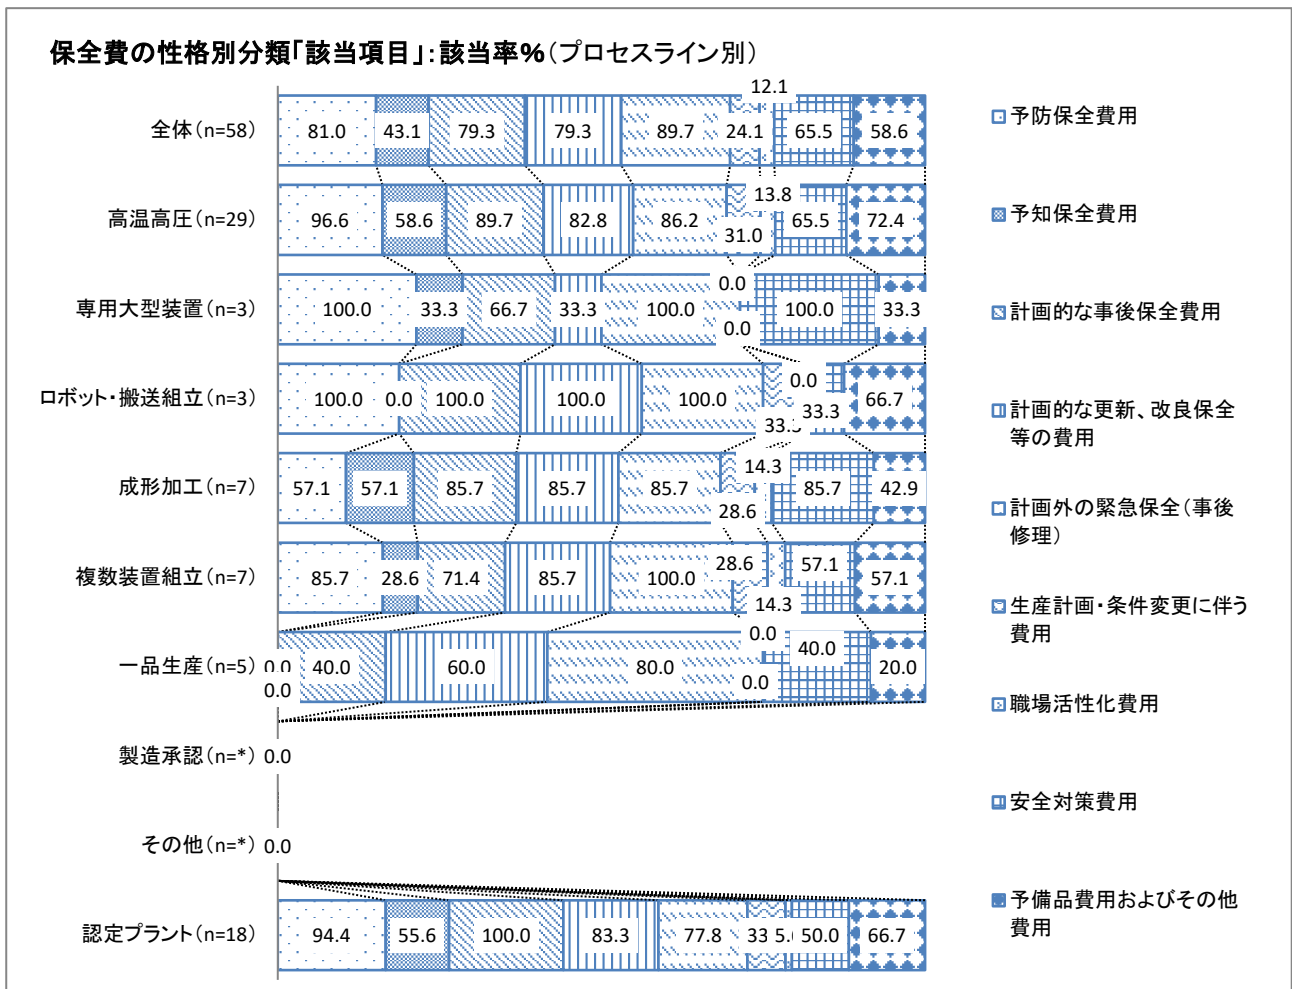 保全費の性格別分類「該当項目」：該当率%（プロセスライン別）
全体（n=58） 81.0 43.1 79.3 79.3 89.7 24.1 12.1 65.5 58.6
高温高圧（n=29） 96.6 58.6 89.7 82.8 86.2 31.0 13.8 65.5 72.4
専用大型装置（n=3） 100.0 33.3 66.7 33.3 100.0 0.0 0.0 100.0 33.3
ロボット・搬送組立（n=3） 100.0 0.0 100.0 100.0 100.0 33.3 0.0 33.3 66.7
成形加工（n=7） 57.1 57.1 85.7 85.7 85.7 28.6 14.3 85.7 42.9
複数装置組立（n=7） 85.7 28.6 71.4 85.7 100.0 28.6 14.3 57.1 57.1
一品生産（n=5） 0.0 0.0 40.0 60.0 80.0 0.0 0.0 40.0 20.0
製造承認（n=*） 0.0
その他（n=*） 0.0
認定プラント（n=18） 94.4 55.6 100.0 83.3 77.8 33 5. 50.0 66.7
予防保全費用
予知保全費用
計画的な事後保全費用
計画的な更新、改良保全
等の費用
計画外の緊急保全（事後
修理）
生産計画・条件変更に伴う
費用
職場活性化費用
安全対策費用
予備品費用およびその他
費用